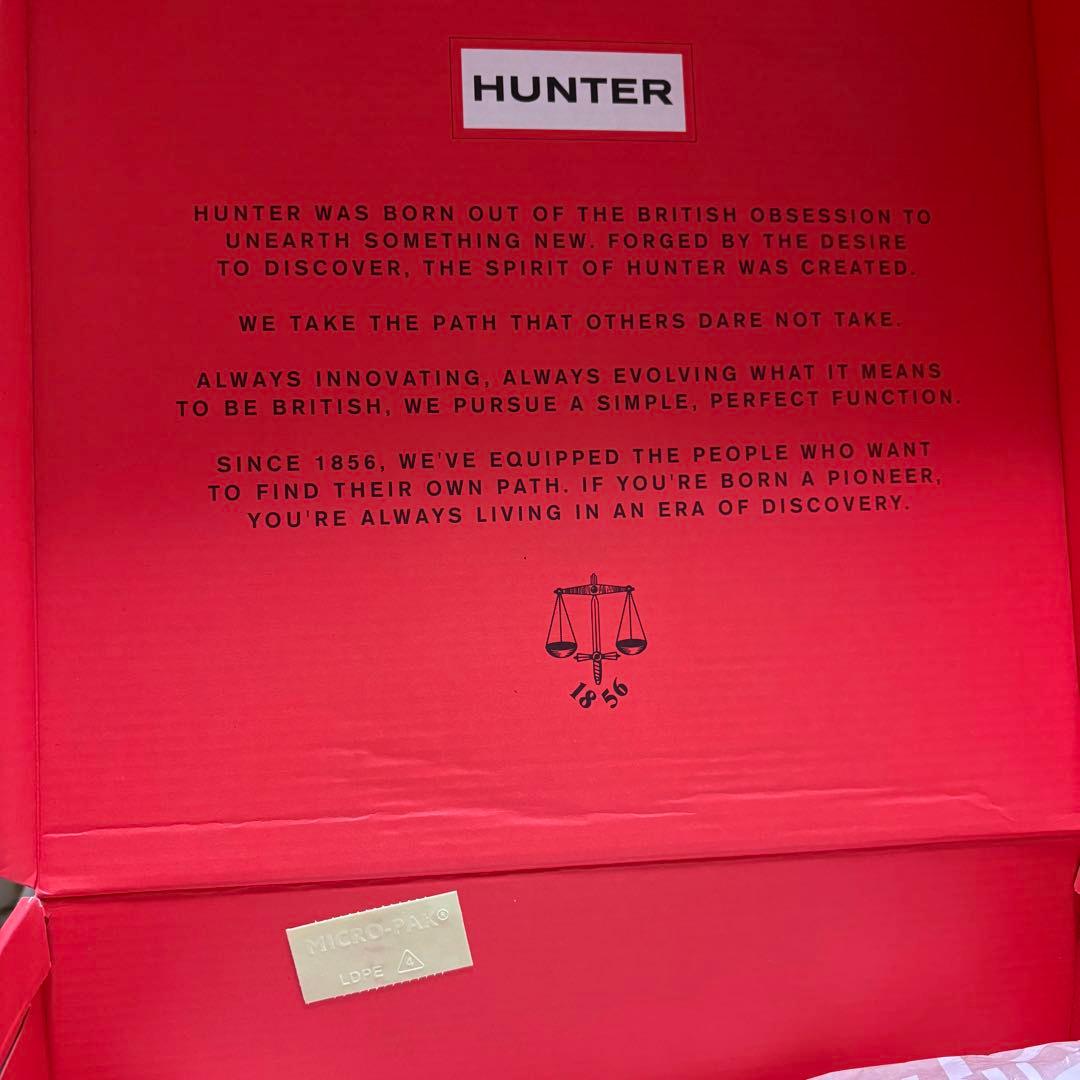 HUNTER
HUNTER WAS BORN OUT OF THE BRITISH OBSESSION TO
UNEARTH SOMETHING NEW. FORGED BY THE DESIRE
TO DISCOVER, THE SPIRIT OF HUNTER WAS CREATED.
WE TAKE THE PATH THAT OTHERS DARE NOT TAKE.
ALWAYS INNOVATING, ALWAYS EVOLVING WHAT IT MEANS
TO BE BRITISH, WE PURSUE A SIMPLE, PERFECT FUNCTION.
SINCE 1856, WE'VE EQUIPPED THE PEOPLE WHO WANT
TO FIND THEIR OWN PATH. IF YOU'RE BORN A PIONEER,
YOU'RE ALWAYS LIVING IN AN ERA OF DISCOVERY.
1856
MICRO-PAK®
LDPE 4